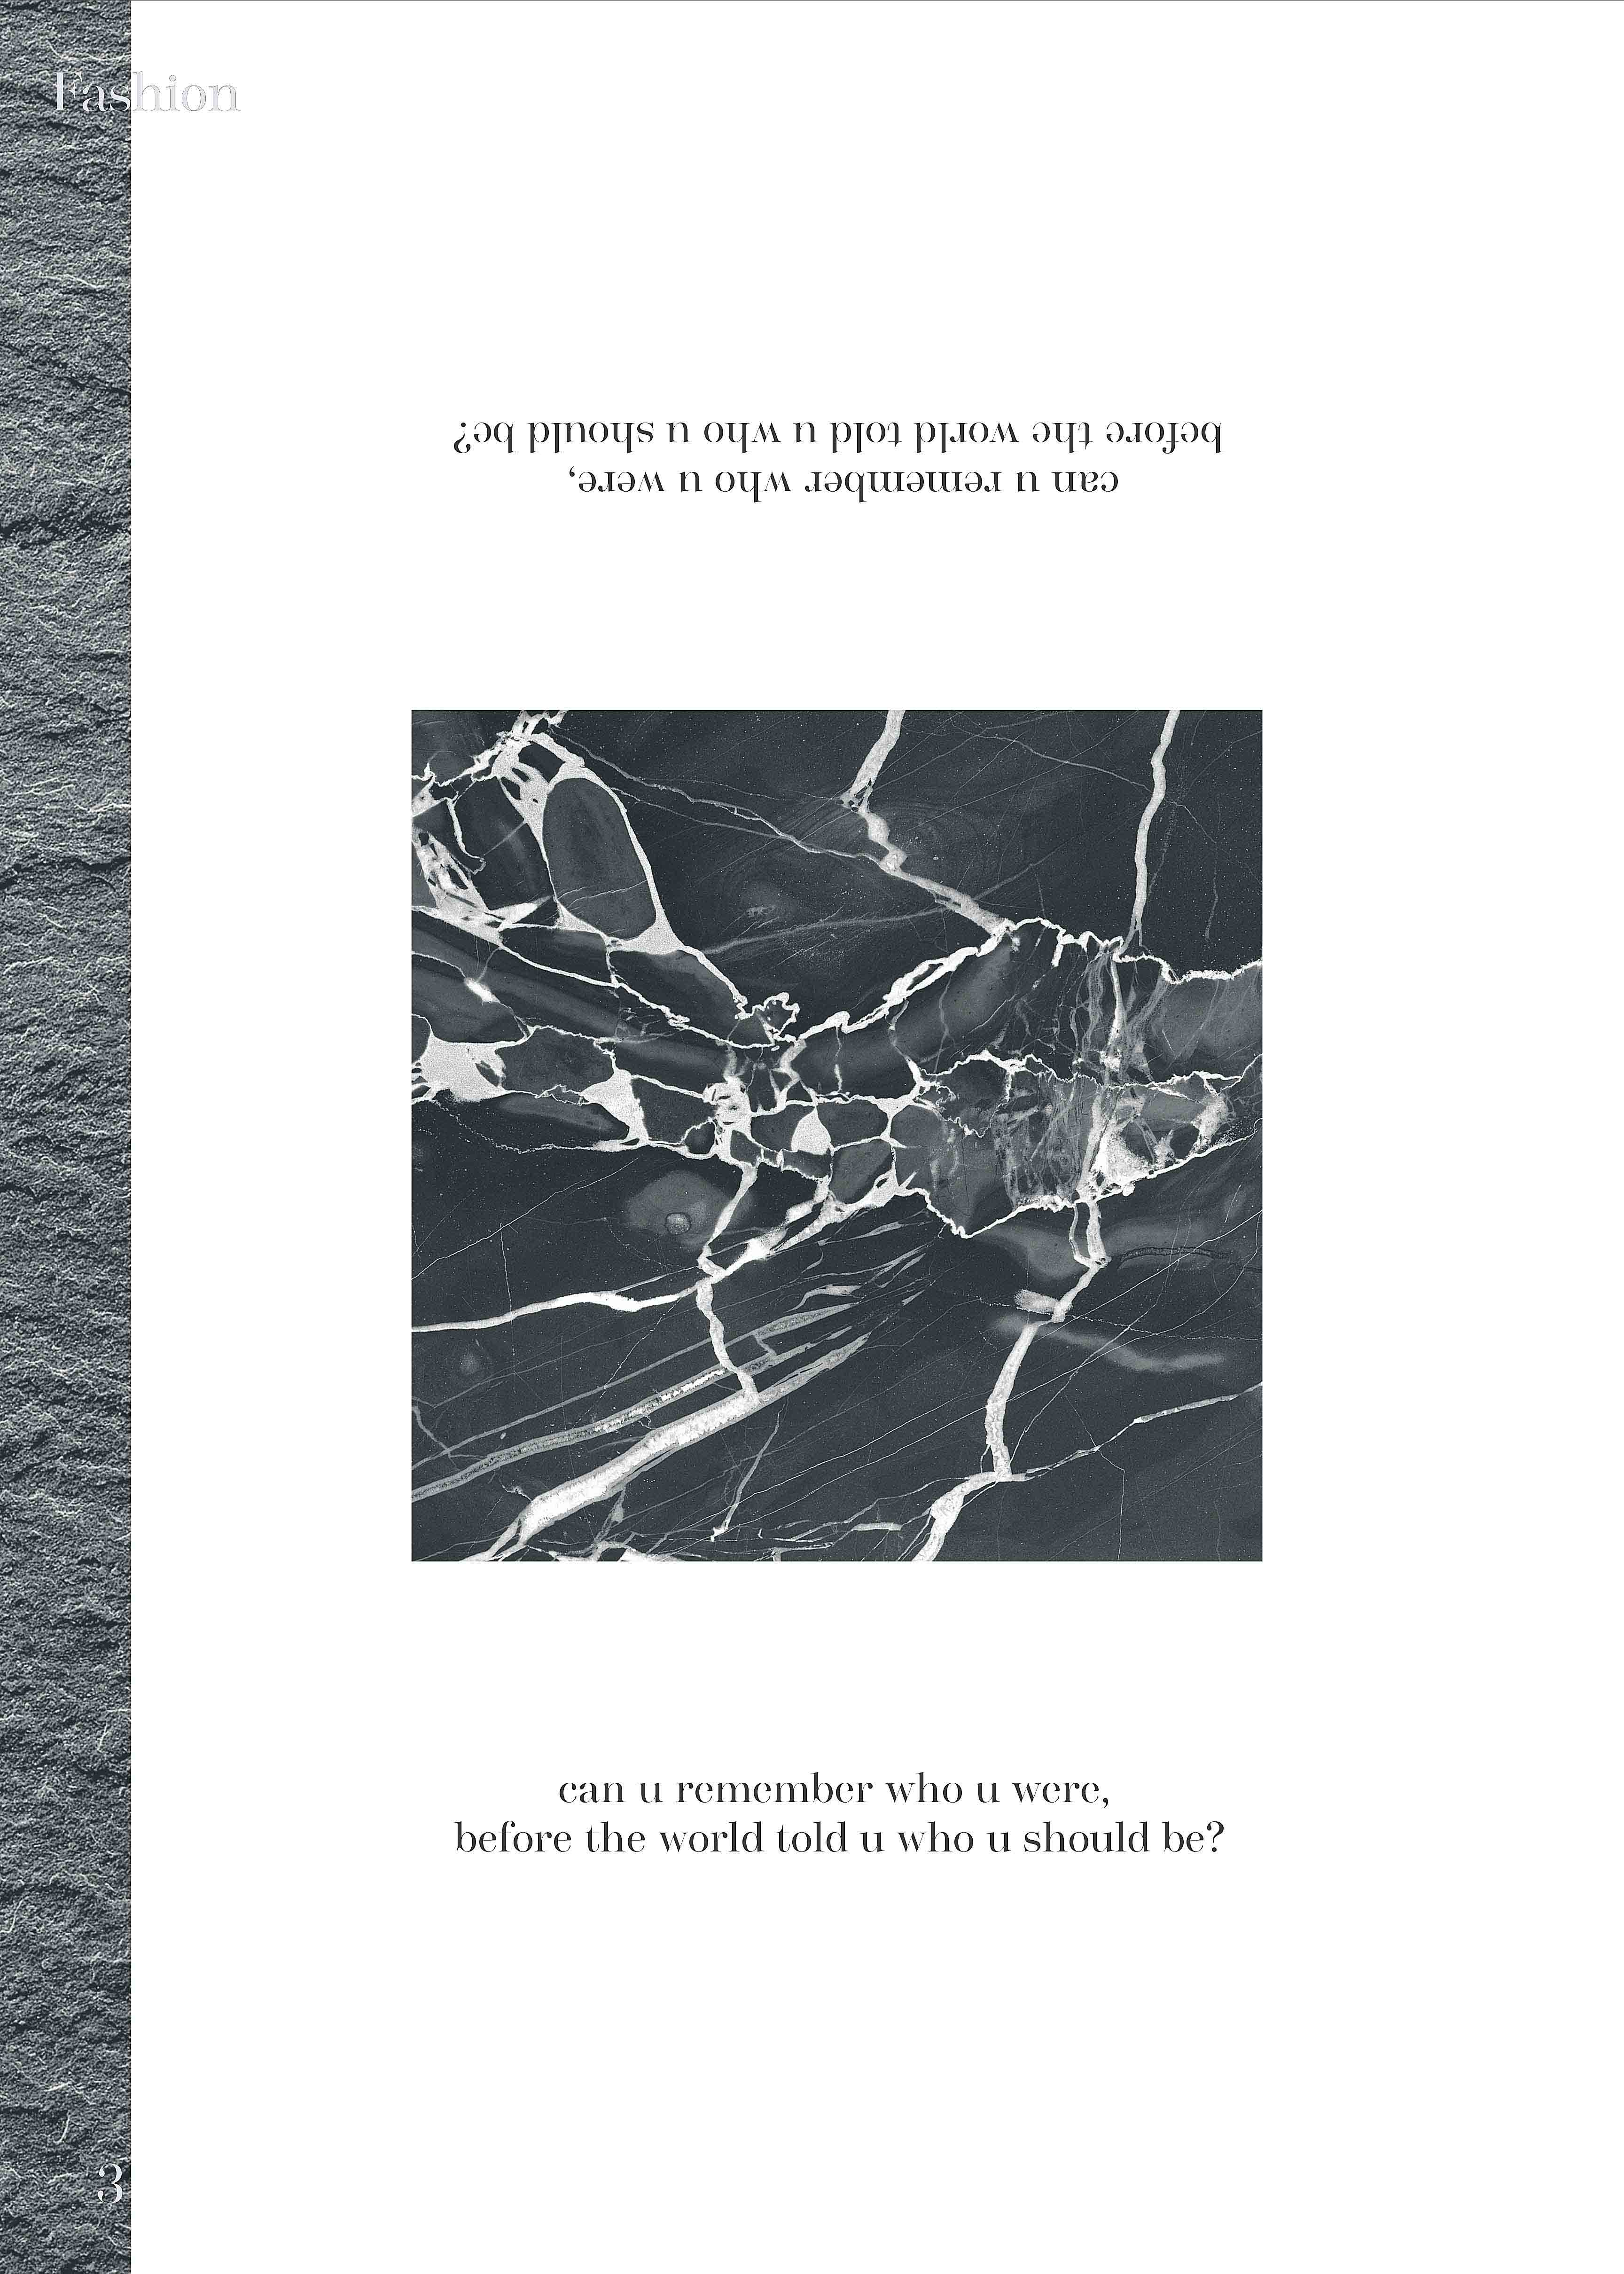 Fashion
can u remember who u were,
before the world told u who u should be?
can u remember who u were,
before the world told u who u should be?
3